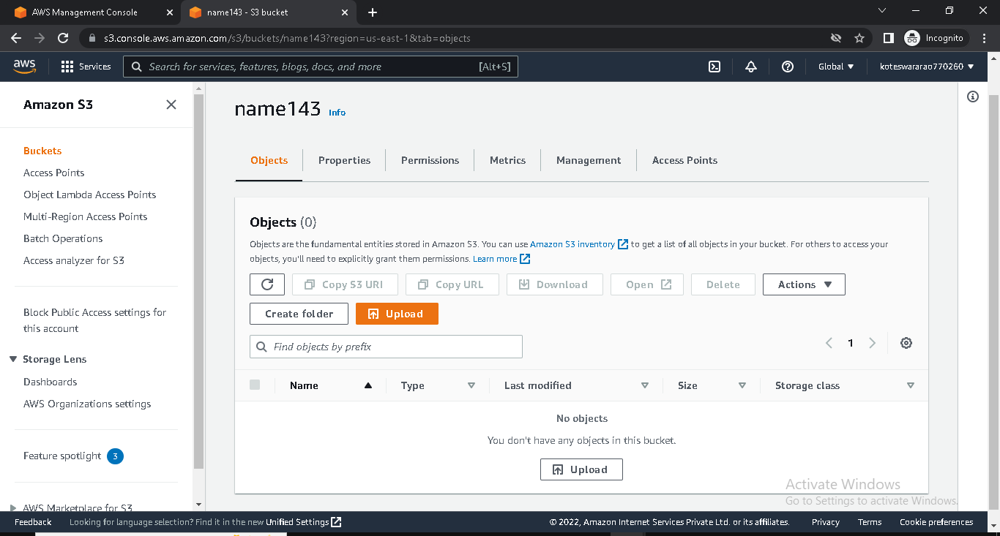 AWS Management Console
name143 - S3 bucket
s3.console.aws.amazon.com/s3/buckets/name143?region=us-east-1&tab=objects
Incognito
aws
Services
Search for services, features, blogs, docs, and more
[Alt+S]
Global
koteswararao770260
Amazon S3
Buckets
Access Points
Object Lambda Access Points
Multi-Region Access Points
Batch Operations
Access analyzer for S3
Block Public Access settings for
this account
Storage Lens
Dashboards
AWS Organizations settings
Feature spotlight 3
AWS Marketplace for S3
name143 Info
Objects
Properties
Permissions
Metrics
Management
Access Points
Objects (0)
Objects are the fundamental entities stored in Amazon S3. You can use Amazon S3 inventory to get a list of all objects in your bucket. For others to access your
objects, you'll need to explicitly grant them permissions. Learn more
Copy S3 URI
Copy URL
Download
Open
Delete
Actions
Create folder
Upload
Find objects by prefix
1
Name
Type
Last modified
Size
Storage class
No objects
You don't have any objects in this bucket.
Upload
Activate Windows
Go to Settings to activate Windows.
Feedback
Looking for language selection? Find it in the new Unified Settings
© 2022, Amazon Internet Services Private Ltd. or its affiliates.
Privacy
Terms
Cookie preferences